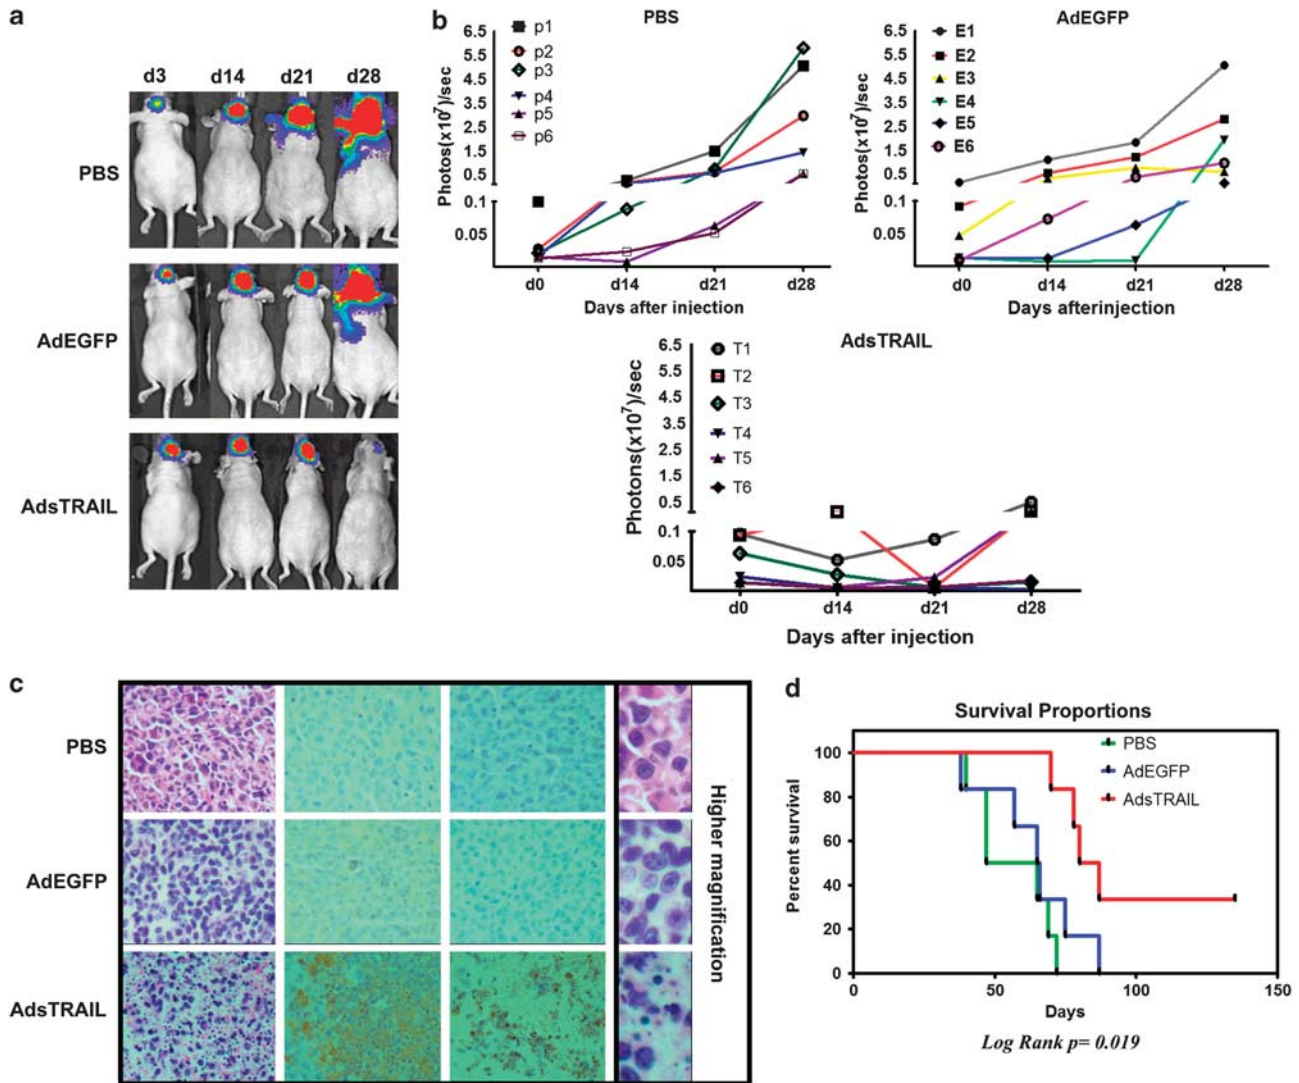 a
d3 d14 d21 d28
PBS
AdEGFP
AdsTRAIL
b
PBS
Photos(x10⁷)/sec
6.5
5.5
4.5
3.5
2.5
1.5
0.5
0.1
0.05
p1
p2
p3
p4
p5
p6
d0 d14 d21 d28
Days after injection
AdEGFP
Photos(x10⁷)/sec
6.5
5.5
4.5
3.5
2.5
1.5
0.5
0.1
0.05
E1
E2
E3
E4
E5
E6
d0 d14 d21 d28
Days afterinjection
AdsTRAIL
Photons(x10⁷)/sec
6.5
5.5
4.5
3.5
2.5
1.5
0.5
0.1
0.05
T1
T2
T3
T4
T5
T6
d0 d14 d21 d28
Days after injection
c
PBS
AdEGFP
AdsTRAIL
Higher magnification
d
Survival Proportions
Percent survival
100
80
60
40
20
0
PBS
AdEGFP
AdsTRAIL
0 50 100 150
Days
Log Rank p= 0.019